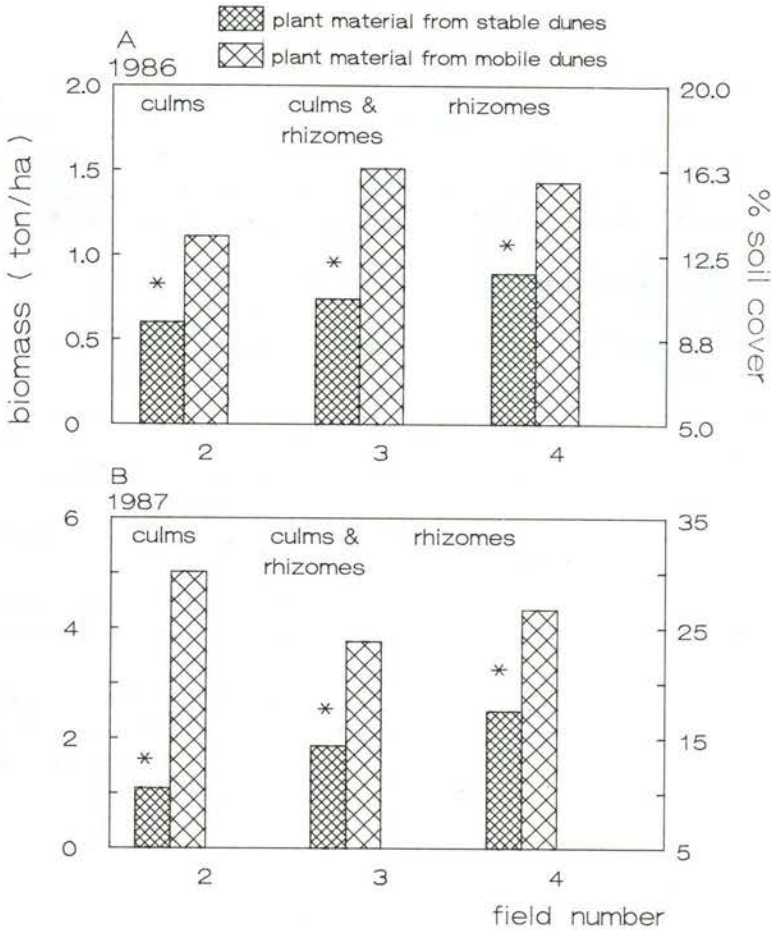 plant material from stable dunes
plant material from mobile dunes
A
1986
culms
culms &
rhizomes
rhizomes
2.0
1.5
1.0
0.5
0
biomass ( ton/ha)
20.0
16.3
12.5
8.8
5.0
% soil cover
*
*
*
2
3
4
B
1987
culms
culms &
rhizomes
rhizomes
6
4
2
0
35
25
15
5
*
*
*
2
3
4
field number